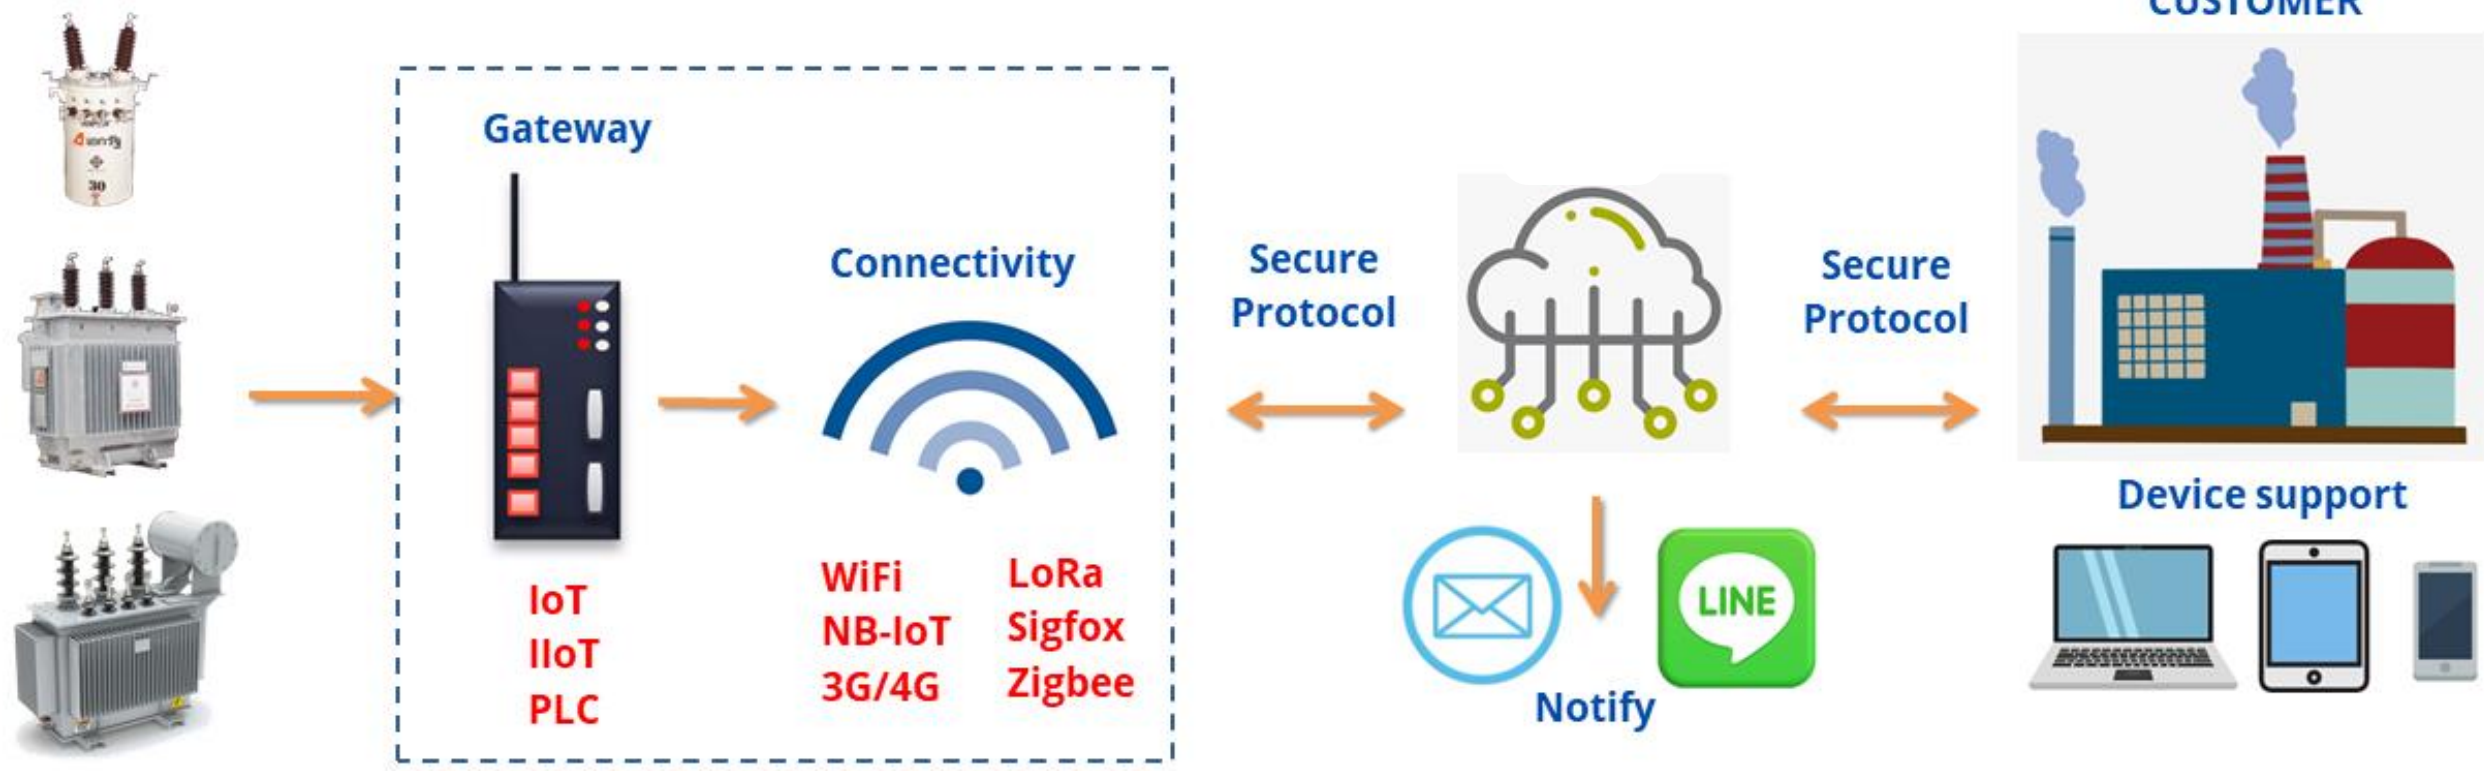 CUSTOMER
Gateway
Connectivity
Secure
Protocol
Secure
Protocol
30
Device support
IoT
IIoT
PLC
WiFi
NB-IoT
3G/4G
LoRa
Sigfox
Zigbee
LINE
Notify